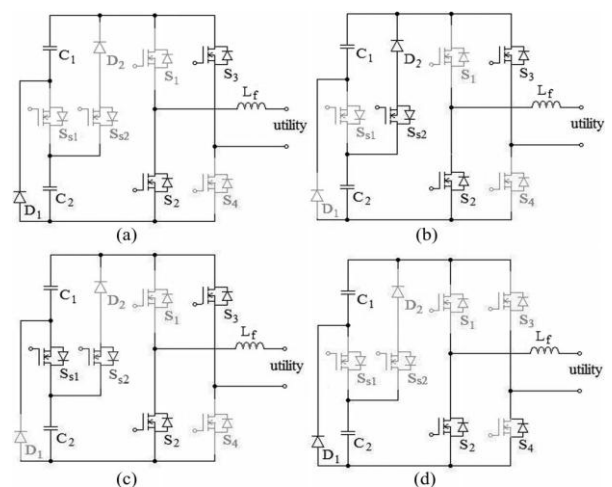 C1
D2
S1
S3
Lf
Ss1
Ss2
utility
D1
C2
S2
S4
(a)
C1
D2
S1
S3
Lf
Ss1
Ss2
utility
D1
C2
S2
S4
(b)
C1
D2
S1
S3
Lf
Ss1
Ss2
utility
D1
C2
S2
S4
(c)
C1
D2
S1
S3
Lf
Ss1
Ss2
utility
D1
C2
S2
S4
(d)